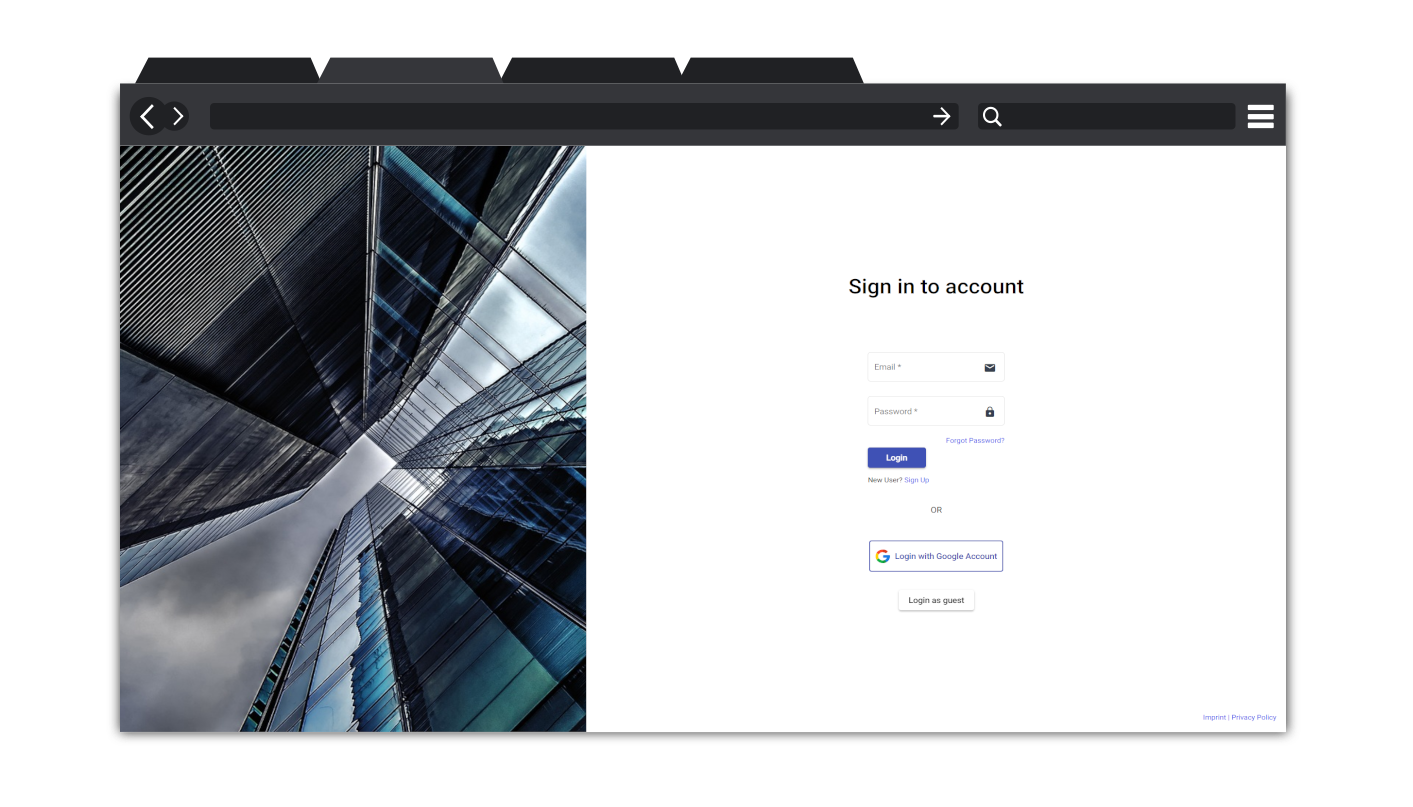 Sign in to account
Email *
Password *
Forgot Password?
Login
New User? Sign Up
OR
Login with Google Account
Login as guest
Imprint | Privacy Policy